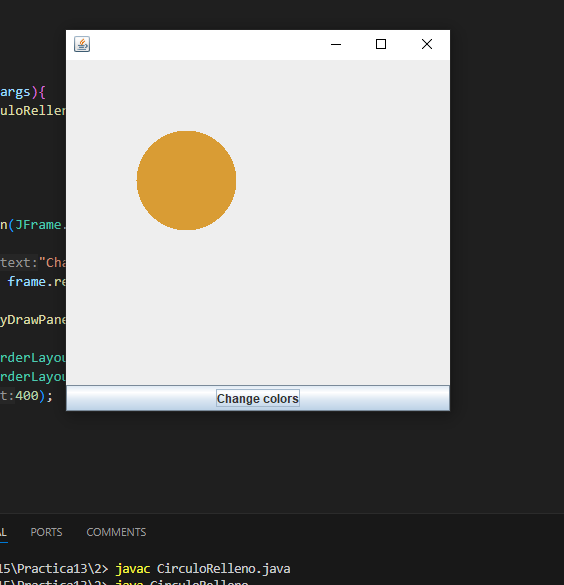 args){
uloRellen
n(JFrame.
text:"Cha
frame.re
yDrawPane
rderLayou
rderLayou
t:400);
Change colors
AL PORTS COMMENTS
15\Practica13\2> javac CirculoRelleno.java
15\Practica13\2> java CirculoRelleno